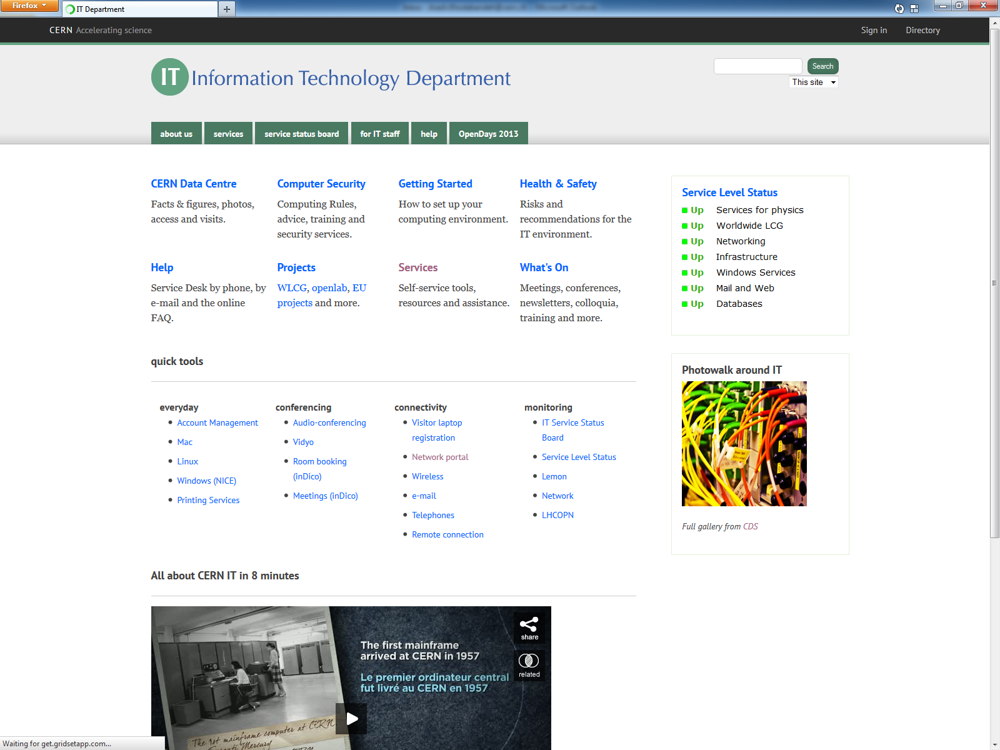 Firefox
IT Department
CERN Accelerating science
Sign in
Directory
IT Information Technology Department
Search
This site
about us
services
service status board
for IT staff
help
OpenDays 2013
CERN Data Centre
Facts & figures, photos,
access and visits.
Computer Security
Computing Rules,
advice, training and
security services.
Getting Started
How to set up your
computing environment.
Health & Safety
Risks and
recommendations for the
IT environment.
Help
Service Desk by phone, by
e-mail and the online
FAQ.
Projects
WLCG, openlab, EU
projects and more.
Services
Self-service tools,
resources and assistance.
What's On
Meetings, conferences,
newsletters, colloquia,
training and more.
Service Level Status
Up Services for physics
Up Worldwide LCG
Up Networking
Up Infrastructure
Up Windows Services
Up Mail and Web
Up Databases
quick tools
everyday
Account Management
Mac
Linux
Windows (NICE)
Printing Services
conferencing
Audio-conferencing
Vidyo
Room booking
(inDico)
Meetings (inDico)
connectivity
Visitor laptop
registration
Network portal
Wireless
e-mail
Telephones
Remote connection
monitoring
IT Service Status
Board
Service Level Status
Lemon
Network
LHCOPN
Photowalk around IT
Full gallery from CDS
All about CERN IT in 8 minutes
The first mainframe
arrived at CERN in 1957
Le premier ordinateur central
fut livré au CERN en 1957
share
related
The 1st mainframe computer at CERN
Ferranti Mercury
Waiting for get.gridsetapp.com...